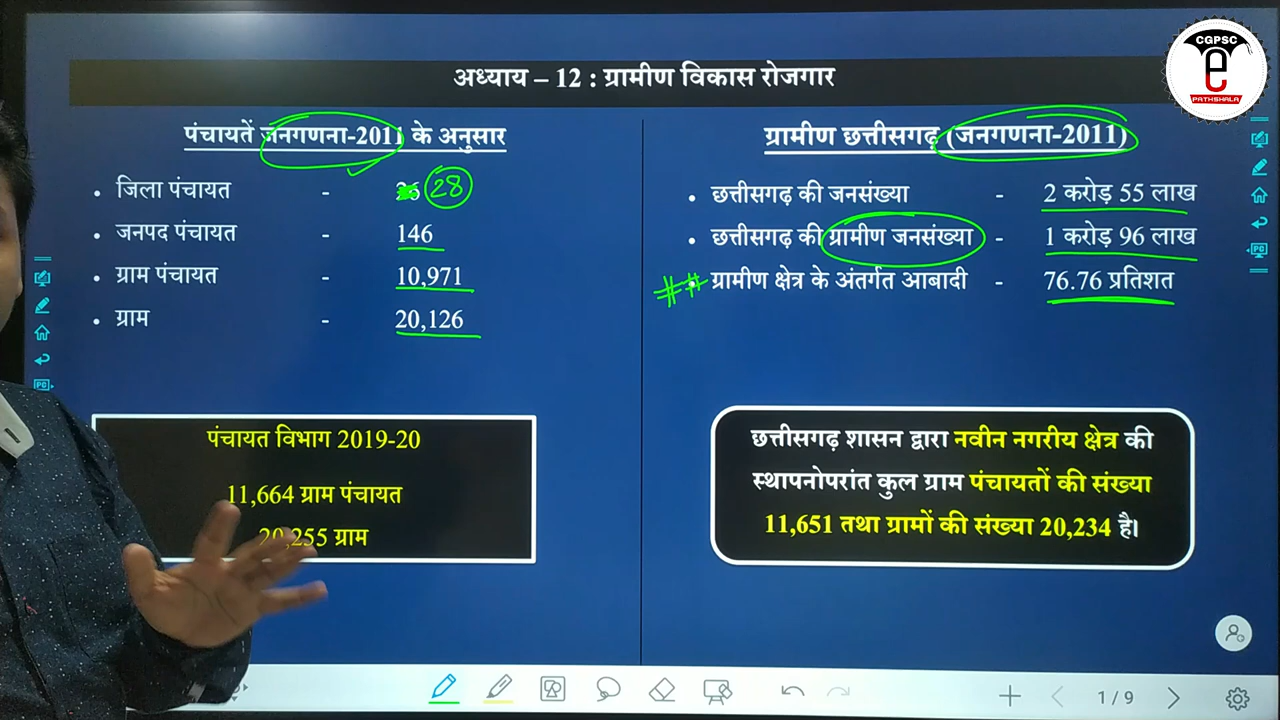 CGPSC
e
PATHSHALA
अध्याय – 12 : ग्रामीण विकास रोजगार
पंचायतें जनगणना-2011 के अनुसार
• जिला पंचायत - 28
• जनपद पंचायत - 146
• ग्राम पंचायत - 10,971
• ग्राम - 20,126
पंचायत विभाग 2019-20
11,664 ग्राम पंचायत
20,255 ग्राम
ग्रामीण छत्तीसगढ़ (जनगणना-2011)
• छत्तीसगढ़ की जनसंख्या - 2 करोड़ 55 लाख
• छत्तीसगढ़ की ग्रामीण जनसंख्या - 1 करोड़ 96 लाख
## ग्रामीण क्षेत्र के अंतर्गत आबादी - 76.76 प्रतिशत
छत्तीसगढ़ शासन द्वारा नवीन नगरीय क्षेत्र की
स्थापनोपरांत कुल ग्राम पंचायतों की संख्या
11,651 तथा ग्रामों की संख्या 20,234 है।
PC
PC
1 / 9